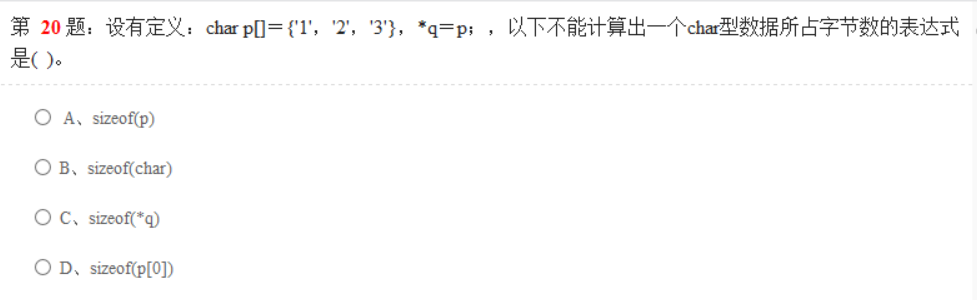 第 20 题：设有定义：char p[]＝{'1'，'2'，'3'}，*q＝p；，以下不能计算出一个char型数据所占字节数的表达式
是( )。
A、sizeof(p)
B、sizeof(char)
C、sizeof(*q)
D、sizeof(p[0])